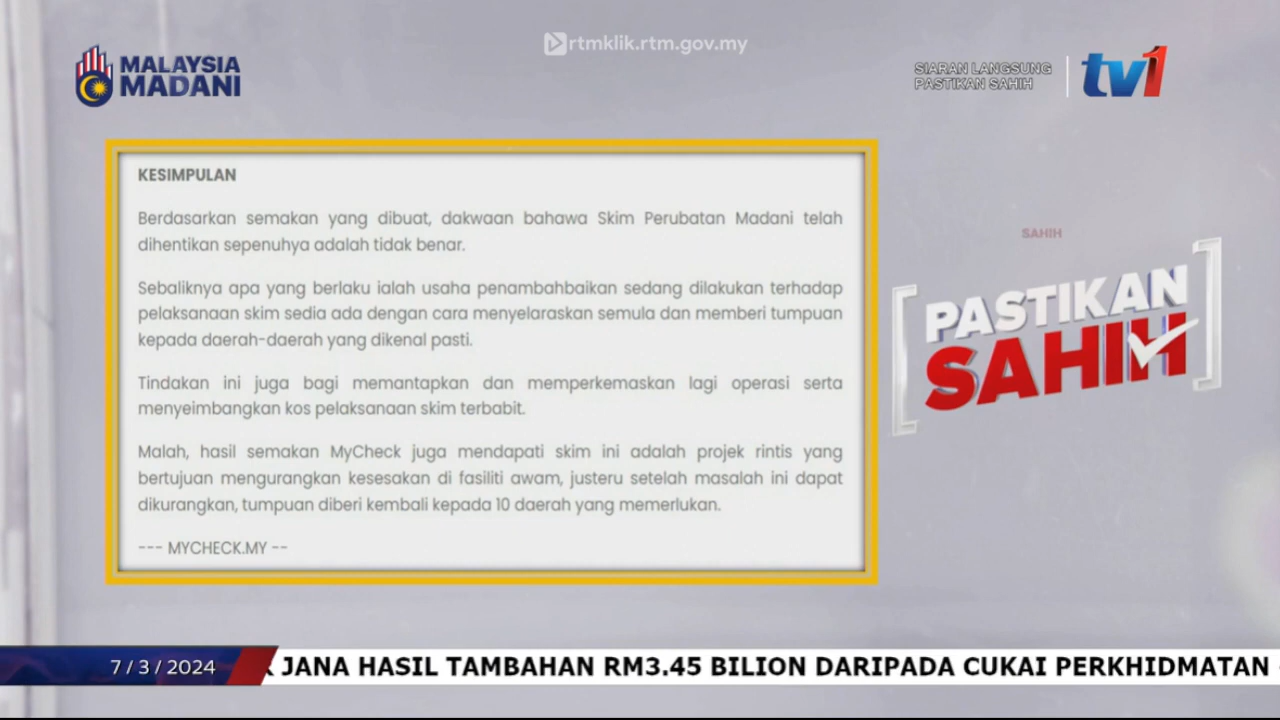 rtmklik.rtm.gov.my
MALAYSIA
MADANI
SIARAN LANGSUNG
PASTIKAN SAHIH
tv1
KESIMPULAN
Berdasarkan semakan yang dibuat, dakwaan bahawa Skim Perubatan Madani telah
dihentikan sepenuhya adalah tidak benar.
Sebaliknya apa yang berlaku ialah usaha penambahbaikan sedang dilakukan terhadap
pelaksanaan skim sedia ada dengan cara menyelaraskan semula dan memberi tumpuan
kepada daerah-daerah yang dikenal pasti.
Tindakan ini juga bagi memantapkan dan memperkemaskan lagi operasi serta
menyeimbangkan kos pelaksanaan skim terbabit.
Malah, hasil semakan MyCheck juga mendapati skim ini adalah projek rintis yang
bertujuan mengurangkan kesesakan di fasiliti awam, justeru setelah masalah ini dapat
dikurangkan, tumpuan diberi kembali kepada 10 daerah yang memerlukan.
--- MYCHECK.MY --
SAHIH
PASTIKAN
SAHIH
7 / 3 / 2024
JANA HASIL TAMBAHAN RM3.45 BILION DARIPADA CUKAI PERKHIDMATAN